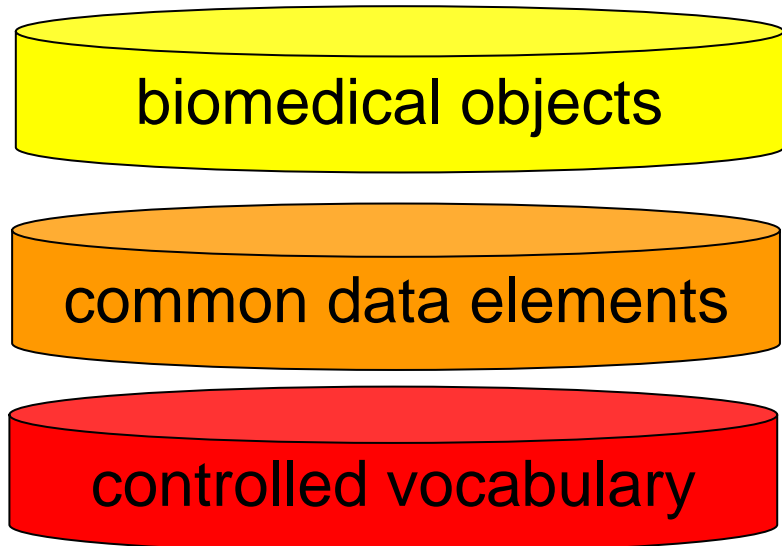 biomedical objects
common data elements
controlled vocabulary